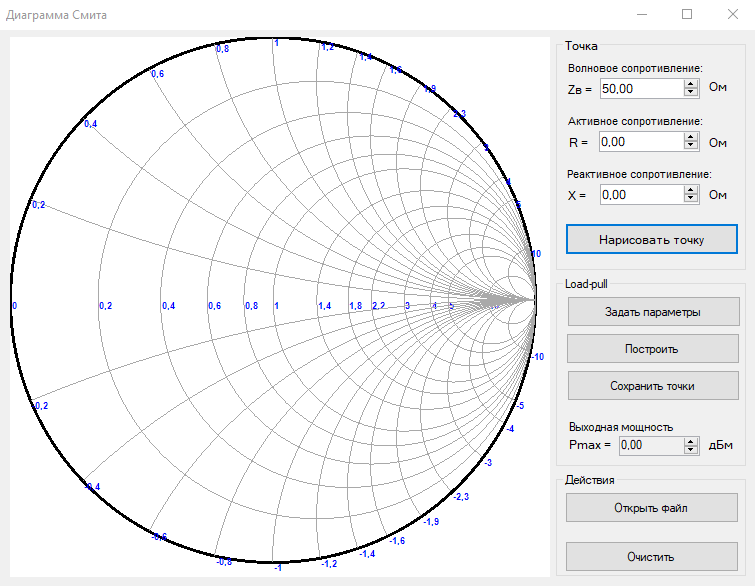 Диаграмма Смита
0,8
1
1,2
1,4
1,6
1,9
2,3
3
4
5
10
0,6
0,4
0,2
0
0,2
0,4
0,6
0,8
1
1,4
1,8
2,2
3
4
5
-0,2
-0,4
-0,6
-0,8
-1
-1,2
-1,4
-1,6
-1,9
-2,3
-3
-4
-5
-10
Точка
Волновое сопротивление:
Zв = 50,00 Ом
Активное сопротивление:
R = 0,00 Ом
Реактивное сопротивление:
X = 0,00 Ом
Нарисовать точку
Load-pull
Задать параметры
Построить
Сохранить точки
Выходная мощность
Pmax = 0,00 дБм
Действия
Открыть файл
Очистить